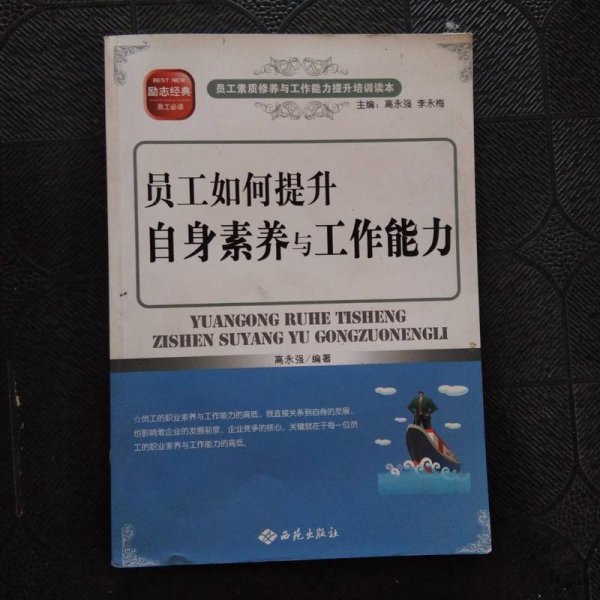 BEST NEW
励志经典
员工必读
员工素质修养与工作能力提升培训读本
主编：高永强 李永梅
员工如何提升
自身素养与工作能力
YUANGONG RUHE TISHENG
ZISHEN SUYANG YU GONGZUONENGLI
高永强/编著
☆员工的职业素养与工作能力的高低，既直接关系到自身的发展，
也影响着企业的发展前景，企业竞争的核心，关键就在于每一位员
工的职业素养与工作能力的高低。
西苑出版社